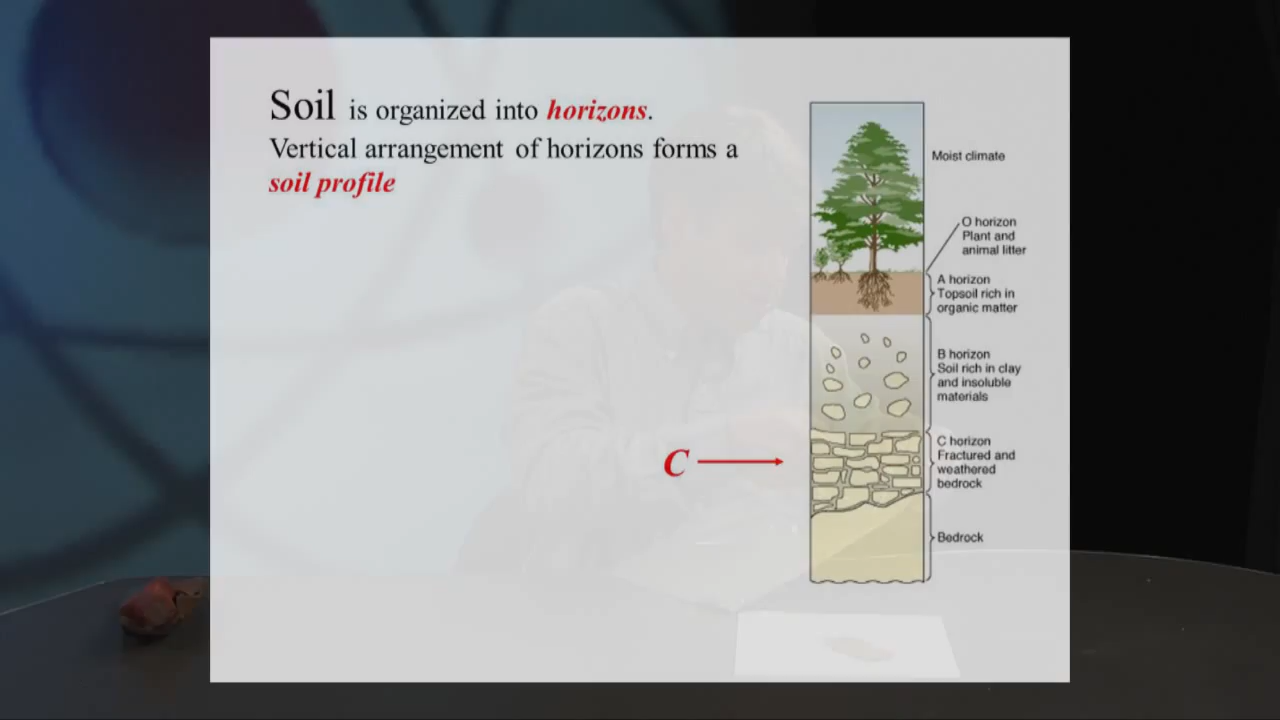 Soil is organized into horizons.
Vertical arrangement of horizons forms a
soil profile
Moist climate
O horizon
Plant and
animal litter
A horizon
Topsoil rich in
organic matter
B horizon
Soil rich in clay
and insoluble
materials
C
C horizon
Fractured and
weathered
bedrock
Bedrock